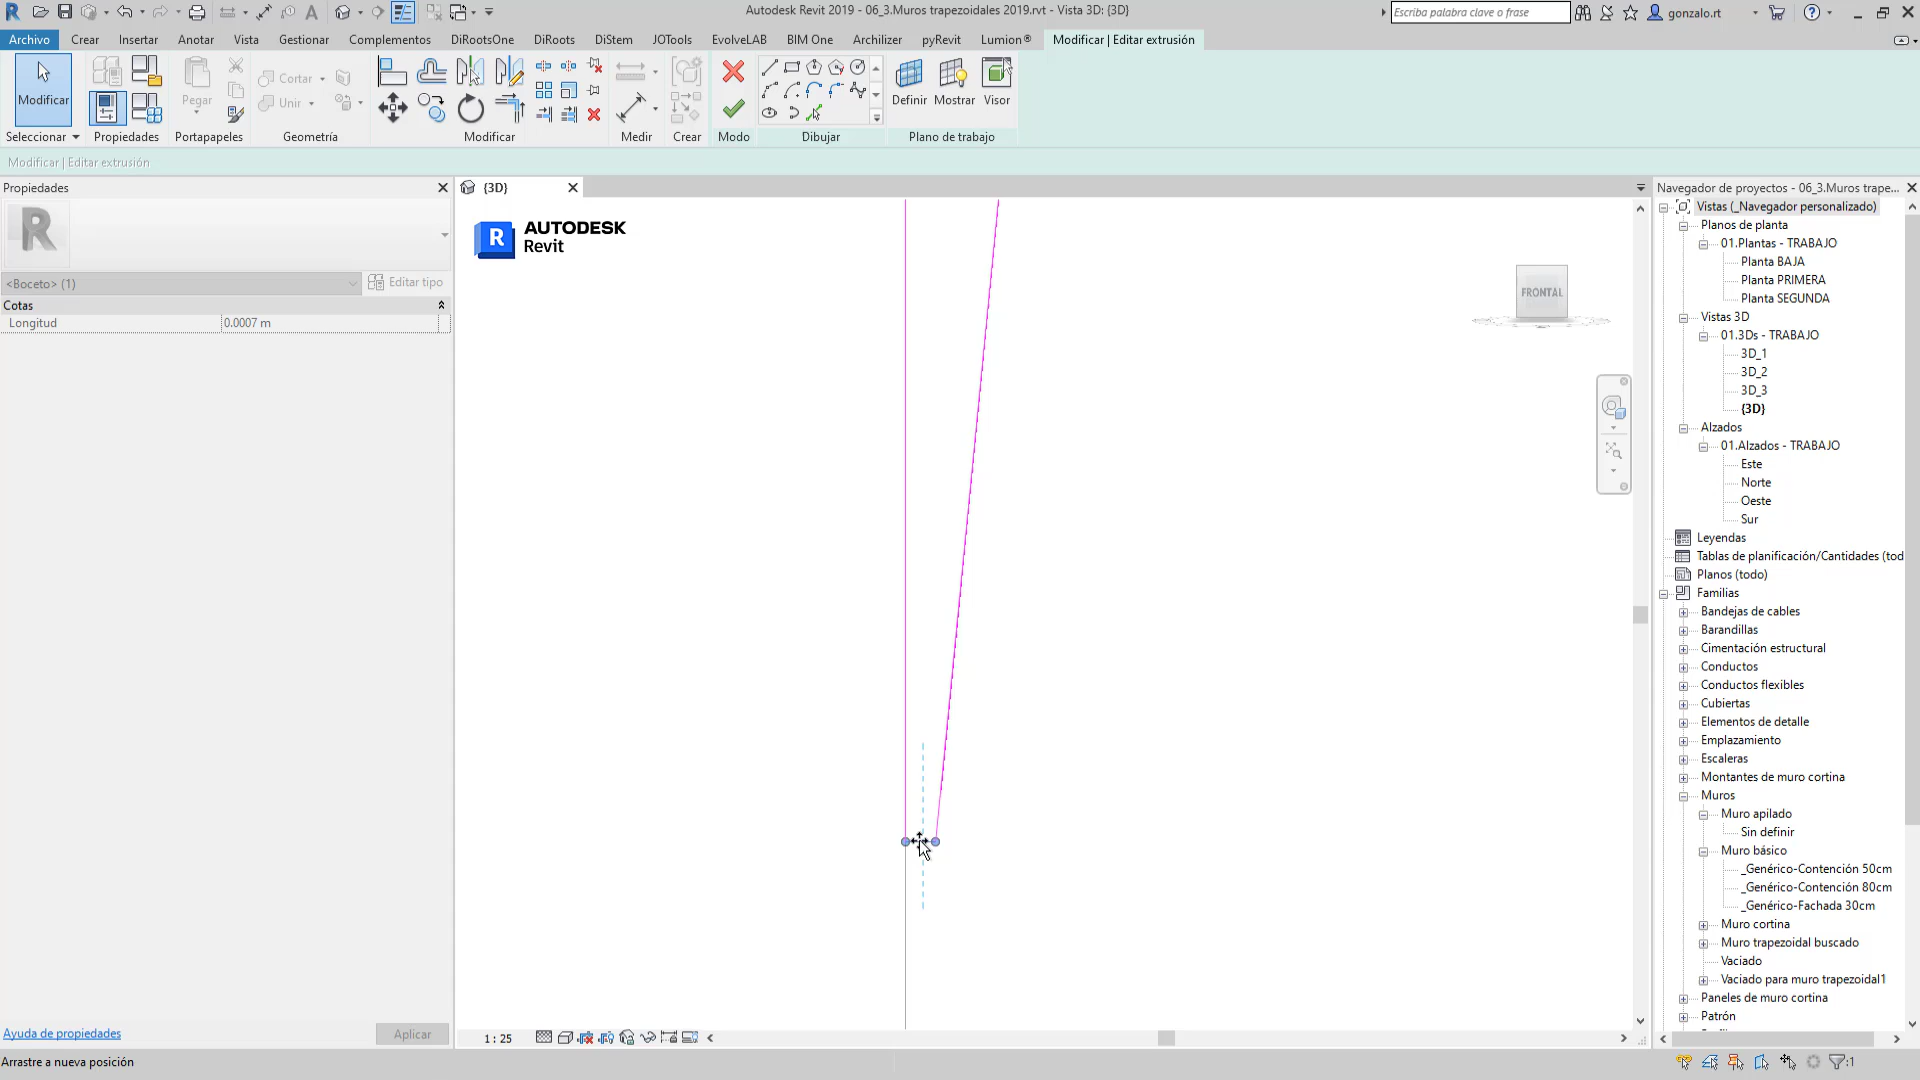 Autodesk Revit 2019 - 06_3.Muros trapezoidales 2019.rvt - Vista 3D: {3D}
Escriba palabra clave o frase
gonzalo.rt
Archivo Crear Insertar Anotar Vista Gestionar Complementos DiRootsOne DiRoots DiStem JOTools EvolveLAB BIM One Archilizer pyRevit Lumion® Modificar | Editar extrusión
Modificar
Pegar
Cortar
Unir
Definir Mostrar Visor
Seleccionar Propiedades Portapapeles Geometría Modificar Medir Crear Modo Dibujar Plano de trabajo
Modificar | Editar extrusión
Propiedades
R
<Boceto> (1)
Editar tipo
Cotas
Longitud 0.0007 m
Ayuda de propiedades
Aplicar
Arrastre a nueva posición
{3D}
R
AUTODESK
Revit
FRONTAL
1 : 25
Navegador de proyectos - 06_3.Muros trape...
Vistas (_Navegador personalizado)
Planos de planta
01.Plantas - TRABAJO
Planta BAJA
Planta PRIMERA
Planta SEGUNDA
Vistas 3D
01.3Ds - TRABAJO
3D_1
3D_2
3D_3
{3D}
Alzados
01.Alzados - TRABAJO
Este
Norte
Oeste
Sur
Leyendas
Tablas de planificación/Cantidades (tod
Planos (todo)
Familias
Bandejas de cables
Barandillas
Cimentación estructural
Conductos
Conductos flexibles
Cubiertas
Elementos de detalle
Emplazamiento
Escaleras
Montantes de muro cortina
Muros
Muro apilado
Sin definir
Muro básico
_Genérico-Contención 50cm
_Genérico-Contención 80cm
_Genérico-Fachada 30cm
Muro cortina
Muro trapezoidal buscado
Vaciado
Vaciado para muro trapezoidal1
Paneles de muro cortina
Patrón
:1